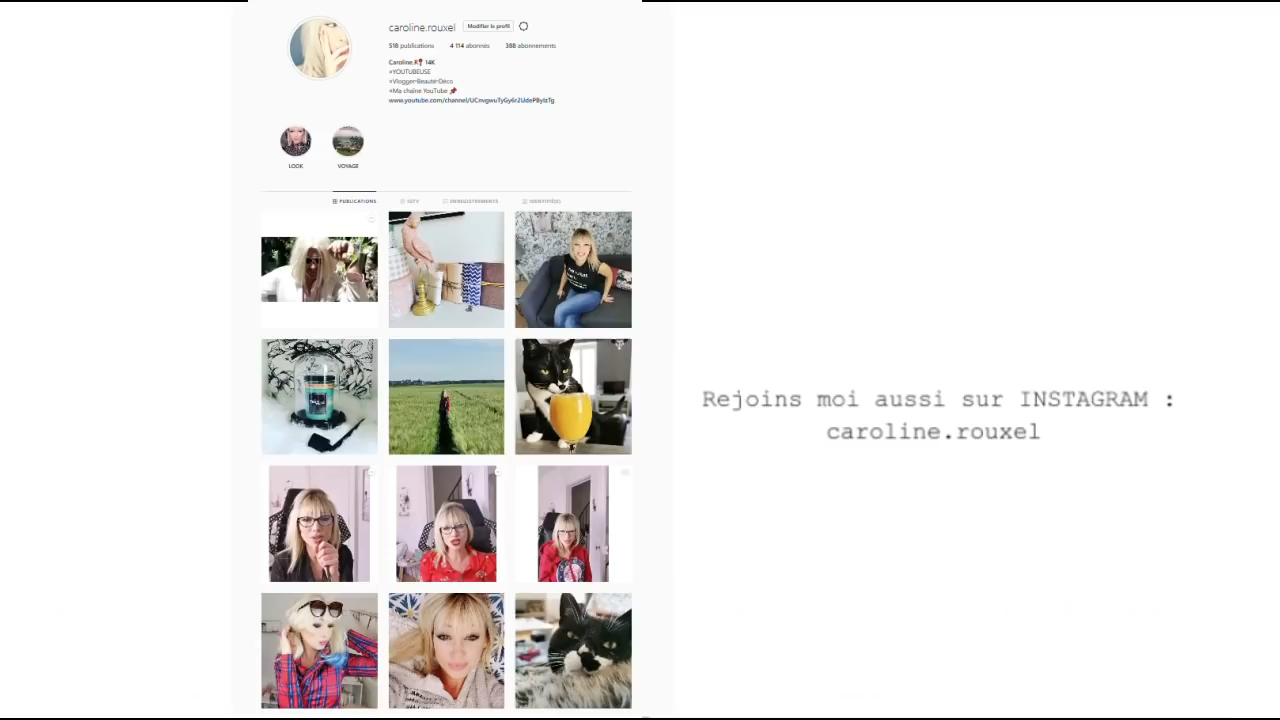 caroline.rouxel Modifier le profil
518 publications 4 114 abonnés 388 abonnements
Caroline.R🌹 14K
+YOUTUBEUSE
+Vlogger-Beauté-Déco
+Ma chaîne YouTube 📌
LOOK VOYAGE
PUBLICATIONS IGTV ENREGISTREMENTS IDENTIFIÉ(E)
Rejoins moi aussi sur INSTAGRAM :
caroline.rouxel